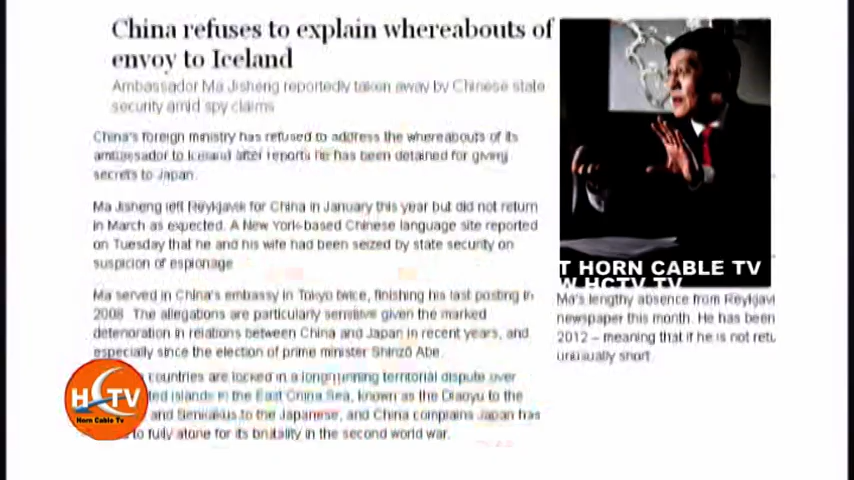 China refuses to explain whereabouts of
envoy to Iceland
Ambassador Ma Jisheng reportedly taken away by Chinese state
security amid spy claims
China's foreign ministry has refused to address the whereabouts of its
ambassador to Iceland after reports he has been detained for giving
secrets to Japan.
Ma Jisheng left Reykjavik for China in January this year but did not return
in March as expected. A New York-based Chinese language site reported
on Tuesday that he and his wife had been seized by state security on
suspicion of espionage
Ma served in China's embassy in Tokyo twice, finishing his last posting in
2008. The allegations are particularly sensitive given the marked
deterioration in relations between China and Japan in recent years, and
especially since the election of prime minister Shinzō Abe.
countries are locked in a long-running territorial dispute over
ted islands in the East China Sea, known as the Diaoyu to the
and Senkakus to the Japanese, and China complains Japan has
to fully atone for its brutality in the second world war.
T HORN CABLE TV
W HCTV TV
Ma's lengthy absence from Reykjavi
newspaper this month. He has been
2012 – meaning that if he is not retu
unusually short.
HCTV
Horn Cable Tv